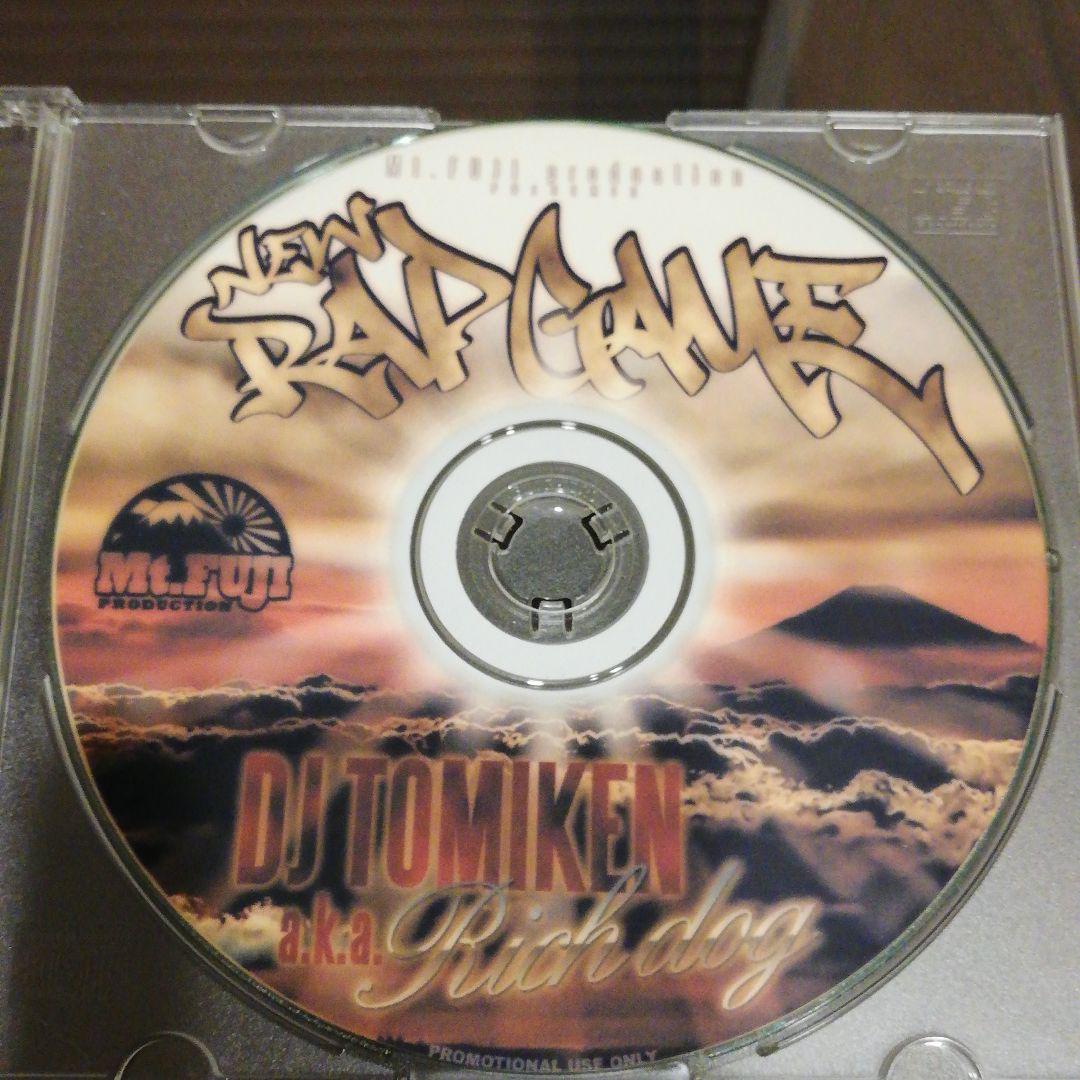 Mt.FUJI production
presents
NEW
RAP GAME
Mt.FUJI
PRODUCTION
DJ TOMIKEN
a.k.a. Rich dog
PROMOTIONAL USE ONLY